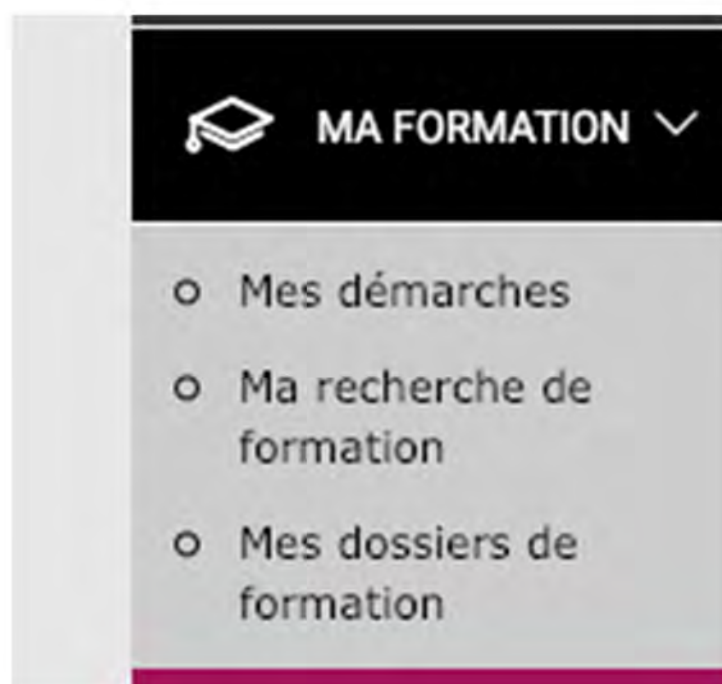 MA FORMATION
Mes démarches
Ma recherche de
formation
Mes dossiers de
formation